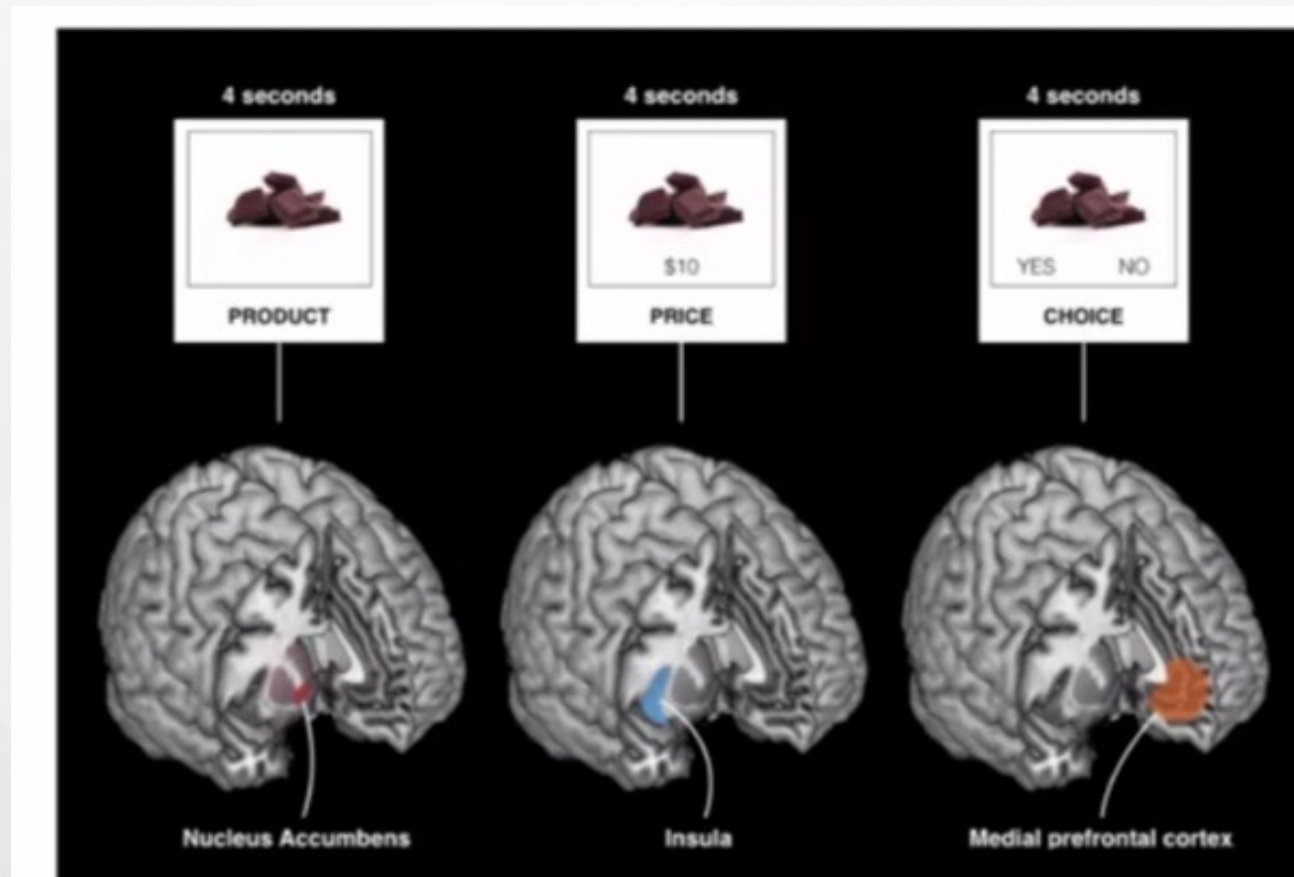 4 seconds
4 seconds
4 seconds
$10
YES NO
PRODUCT
PRICE
CHOICE
Nucleus Accumbens
Insula
Medial prefrontal cortex